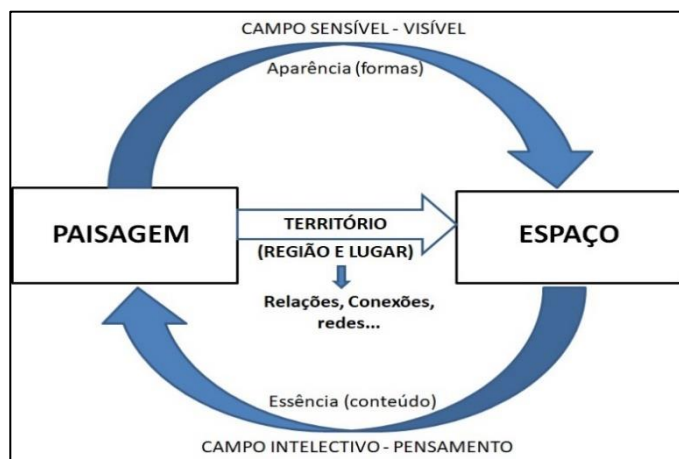 CAMPO SENSÍVEL - VISÍVEL
Aparência (formas)
PAISAGEM
TERRITÓRIO
(REGIÃO E LUGAR)
Relações, Conexões,
redes...
ESPAÇO
Essência (conteúdo)
CAMPO INTELECTIVO - PENSAMENTO